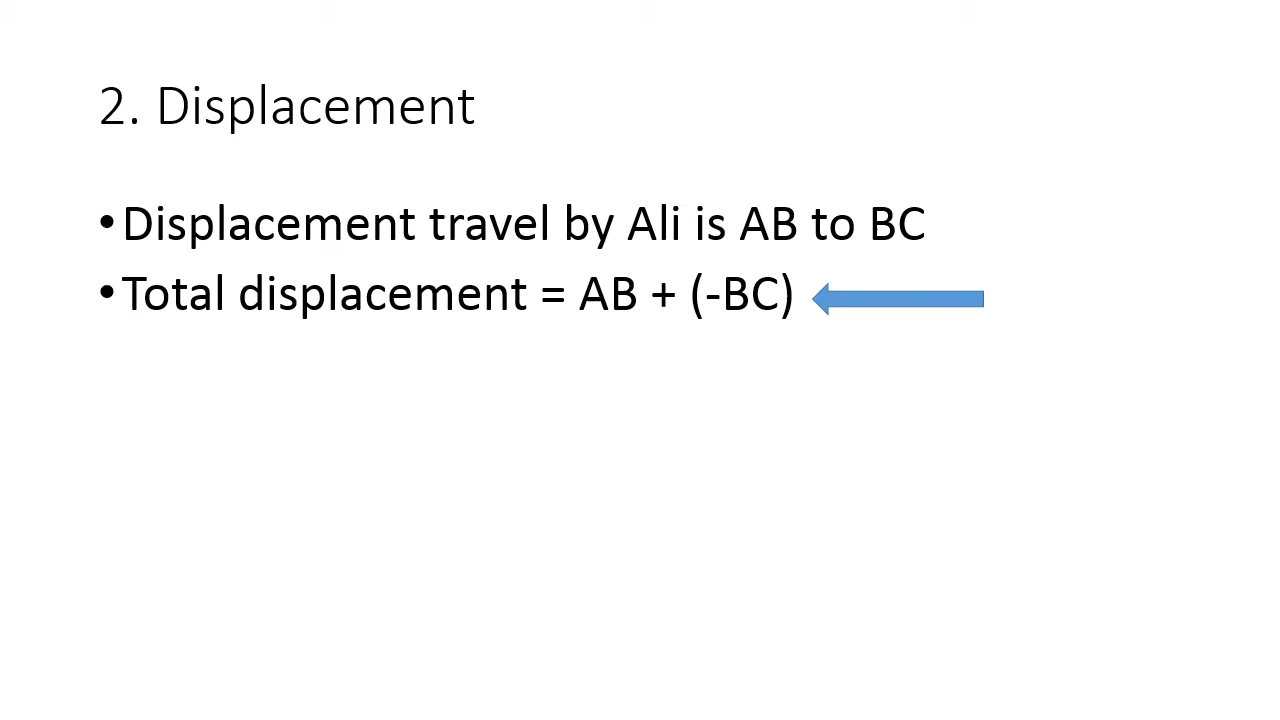 2. Displacement
•Displacement travel by Ali is AB to BC
•Total displacement = AB + (-BC)